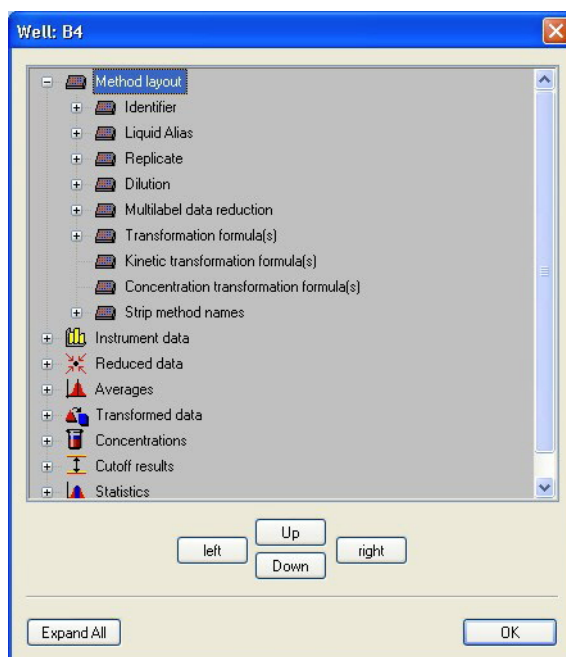 Well: B4
Method layout
Identifier
Liquid Alias
Replicate
Dilution
Multilabel data reduction
Transformation formula(s)
Kinetic transformation formula(s)
Concentration transformation formula(s)
Strip method names
Instrument data
Reduced data
Averages
Transformed data
Concentrations
Cutoff results
Statistics
Up
left
right
Down
Expand All
OK